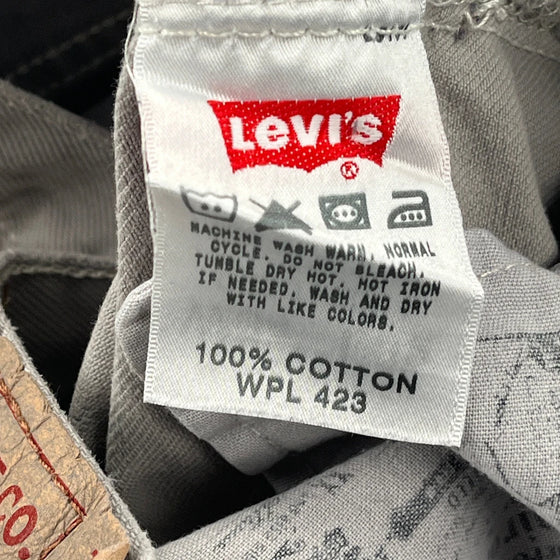 Levi's
®
MACHINE WASH WARM, NORMAL
CYCLE. DO NOT BLEACH.
TUMBLE DRY HOT. HOT IRON
IF NEEDED. WASH AND DRY
WITH LIKE COLORS.
100% COTTON
WPL 423
Co.